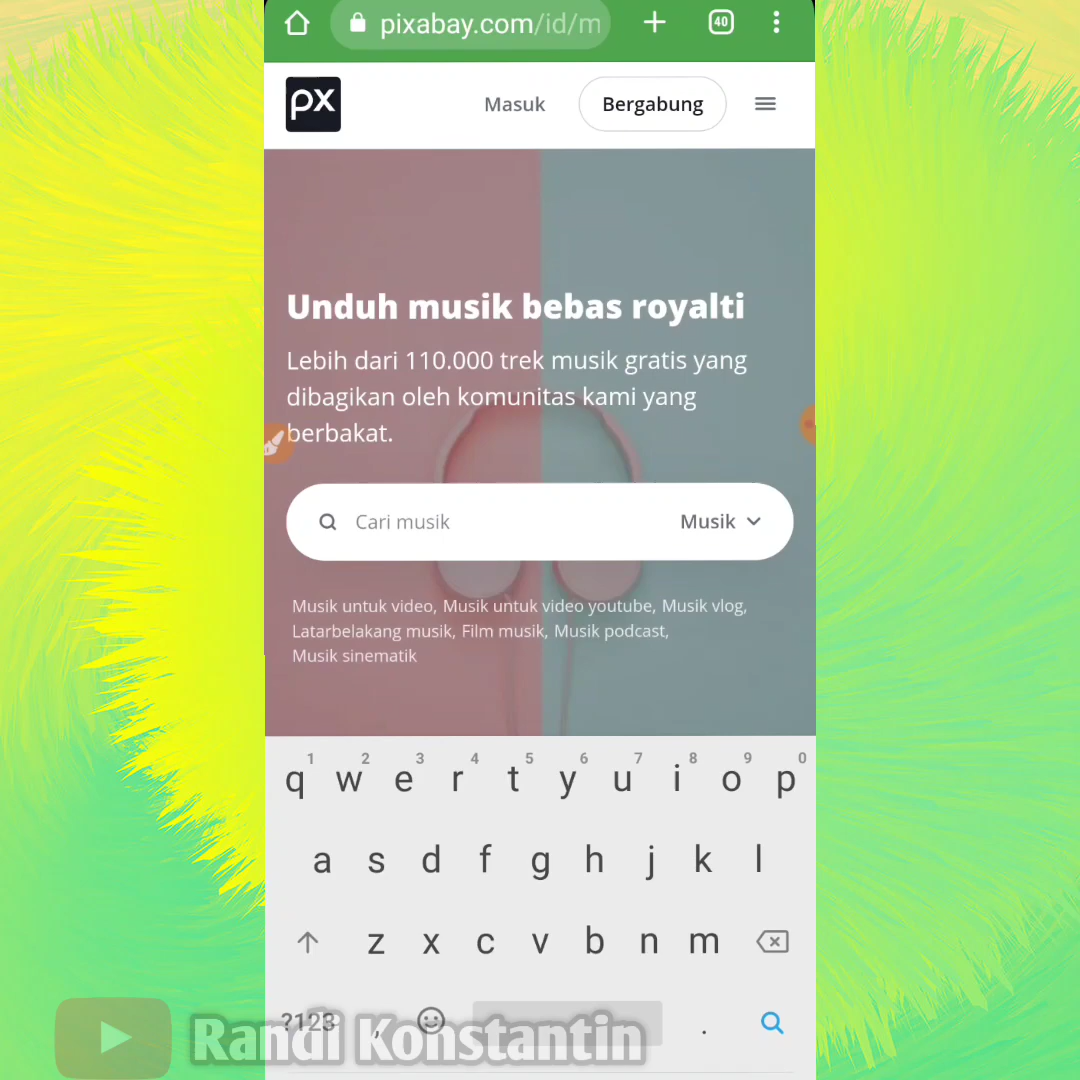 pixabay.com/id/m
40
px
Masuk
Bergabung
Unduh musik bebas royalti
Lebih dari 110.000 trek musik gratis yang
dibagikan oleh komunitas kami yang
berbakat.
Cari musik
Musik
Musik untuk video, Musik untuk video youtube, Musik vlog,
Latarbelakang musik, Film musik, Musik podcast,
Musik sinematik
1 2 3 4 5 6 7 8 9 0
q w e r t y u i o p
a s d f g h j k l
z x c v b n m
?123 , .
Randi Konstantin